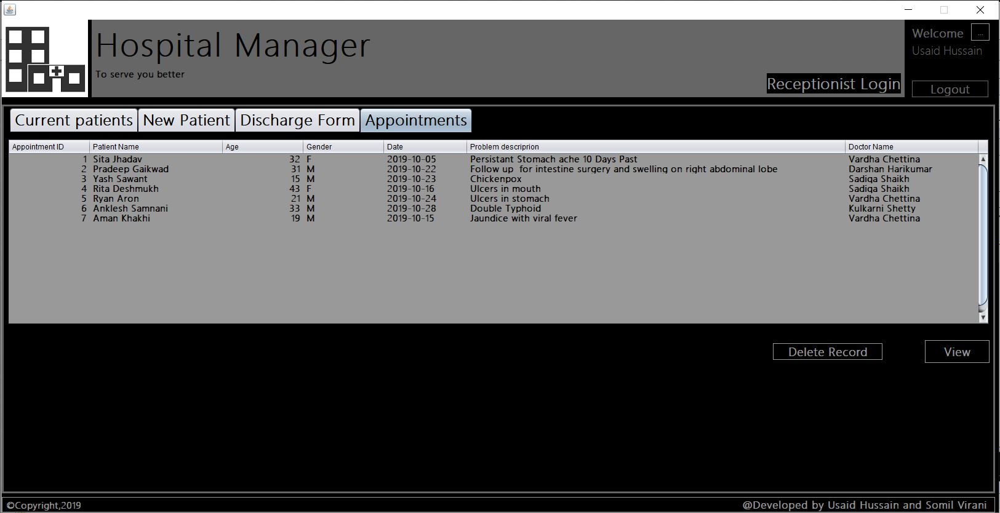 Hospital Manager
To serve you better
Receptionist Login
Welcome ...
Usaid Hussain
Logout
Current patients New Patient Discharge Form Appointments
Appointment ID Patient Name Age Gender Date Problem descriprion Doctor Name
1 Sita Jhadav 32 F 2019-10-05 Persistant Stomach ache 10 Days Past Vardha Chettina
2 Pradeep Gaikwad 31 M 2019-10-22 Follow up for intestine surgery and swelling on right abdominal lobe Darshan Harikumar
3 Yash Sawant 15 M 2019-10-23 Chickenpox Sadiqa Shaikh
4 Rita Deshmukh 43 F 2019-10-16 Ulcers in mouth Sadiqa Shaikh
5 Ryan Aron 21 M 2019-10-24 Ulcers in stomach Vardha Chettina
6 Anklesh Samnani 33 M 2019-10-28 Double Typhoid Kulkarni Shetty
7 Aman Khakhi 19 M 2019-10-15 Jaundice with viral fever Vardha Chettina
Delete Record View
©Copyright,2019 @Developed by Usaid Hussain and Somil Virani